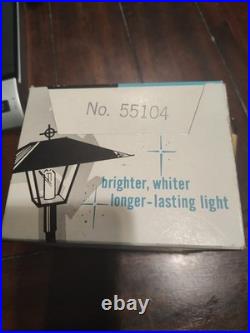 No. 55104
brighter, whiter
longer-lasting light